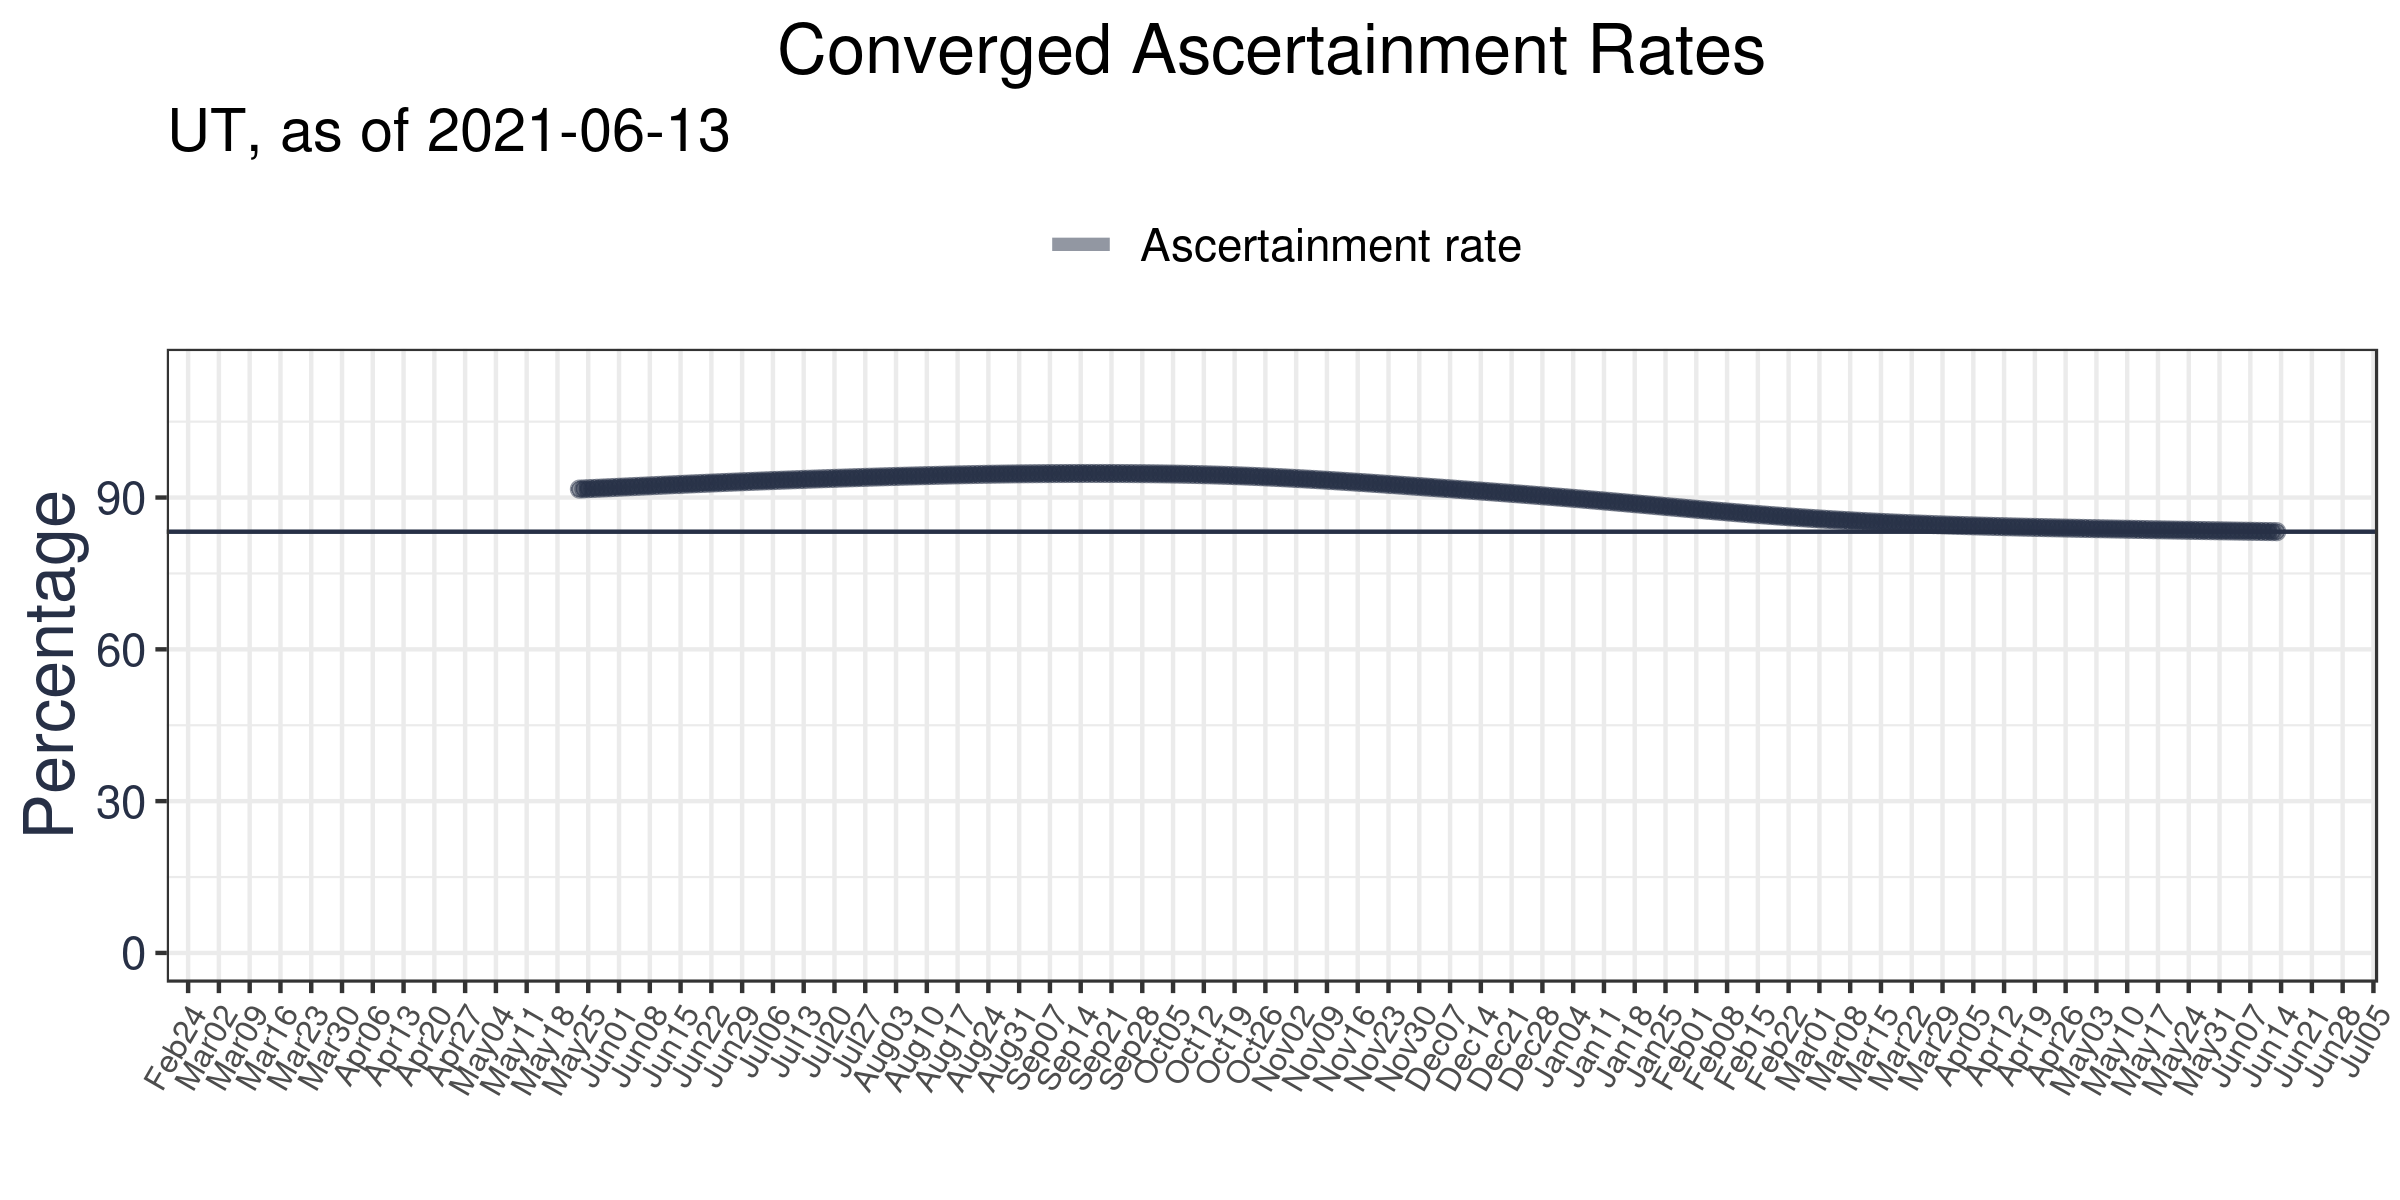 Converged Ascertainment Rates
UT, as of 2021-06-13
Ascertainment rate
Percentage
90
60
30
0
Feb24
Mar02
Mar09
Mar16
Mar23
Mar30
Apr06
Apr13
Apr20
Apr27
May04
May11
May18
May25
Jun01
Jun08
Jun15
Jun22
Jun29
Jul06
Jul13
Jul20
Jul27
Aug03
Aug10
Aug17
Aug24
Aug31
Sep07
Sep14
Sep21
Sep28
Oct05
Oct12
Oct19
Oct26
Nov02
Nov09
Nov16
Nov23
Nov30
Dec07
Dec14
Dec21
Dec28
Jan04
Jan11
Jan18
Jan25
Feb01
Feb08
Feb15
Feb22
Mar01
Mar08
Mar15
Mar22
Mar29
Apr05
Apr12
Apr19
Apr26
May03
May10
May17
May24
May31
Jun07
Jun14
Jun21
Jun28
Jul05